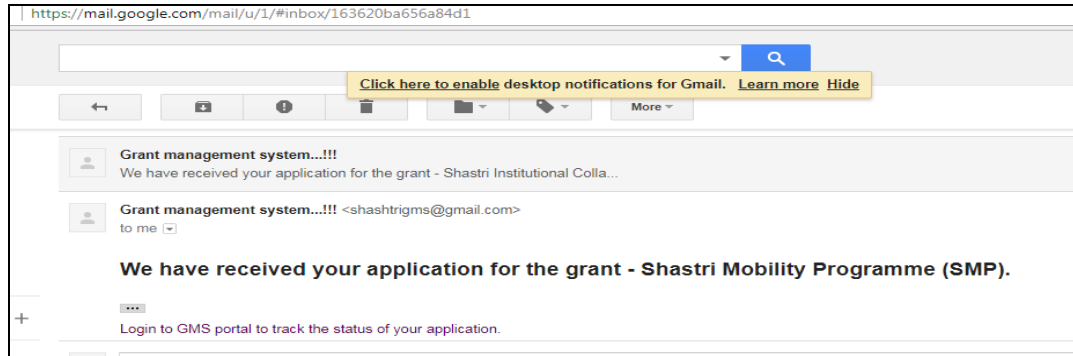 https://mail.google.com/mail/u/1/#inbox/163620ba656a84d1
Click here to enable desktop notifications for Gmail. Learn more Hide
More
Grant management system...!!!
We have received your application for the grant - Shastri Institutional Colla...
Grant management system...!!! <shashtrigms@gmail.com>
to me
We have received your application for the grant - Shastri Mobility Programme (SMP).
...
Login to GMS portal to track the status of your application.